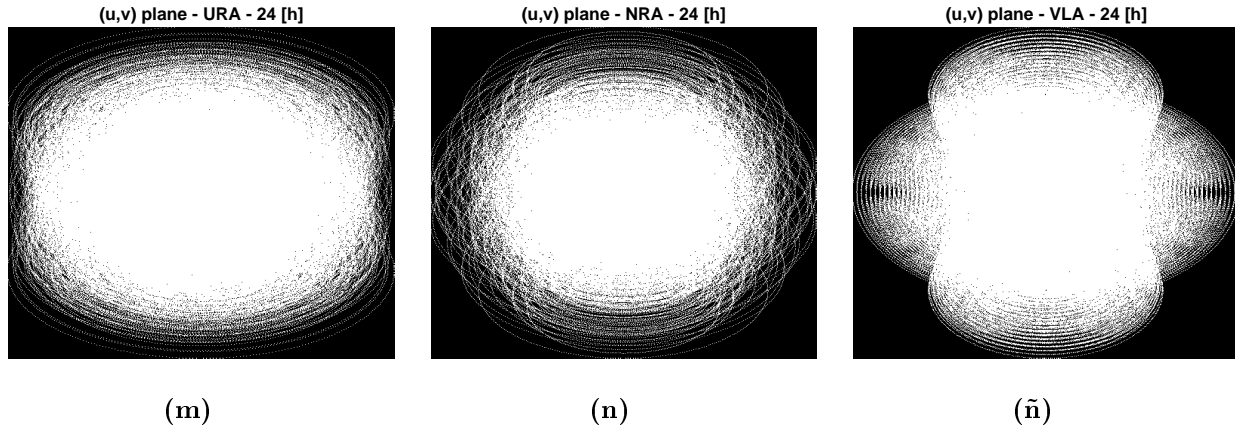 (u,v) plane - URA - 24 [h]
(u,v) plane - NRA - 24 [h]
(u,v) plane - VLA - 24 [h]
(m)
(n)
(ñ)